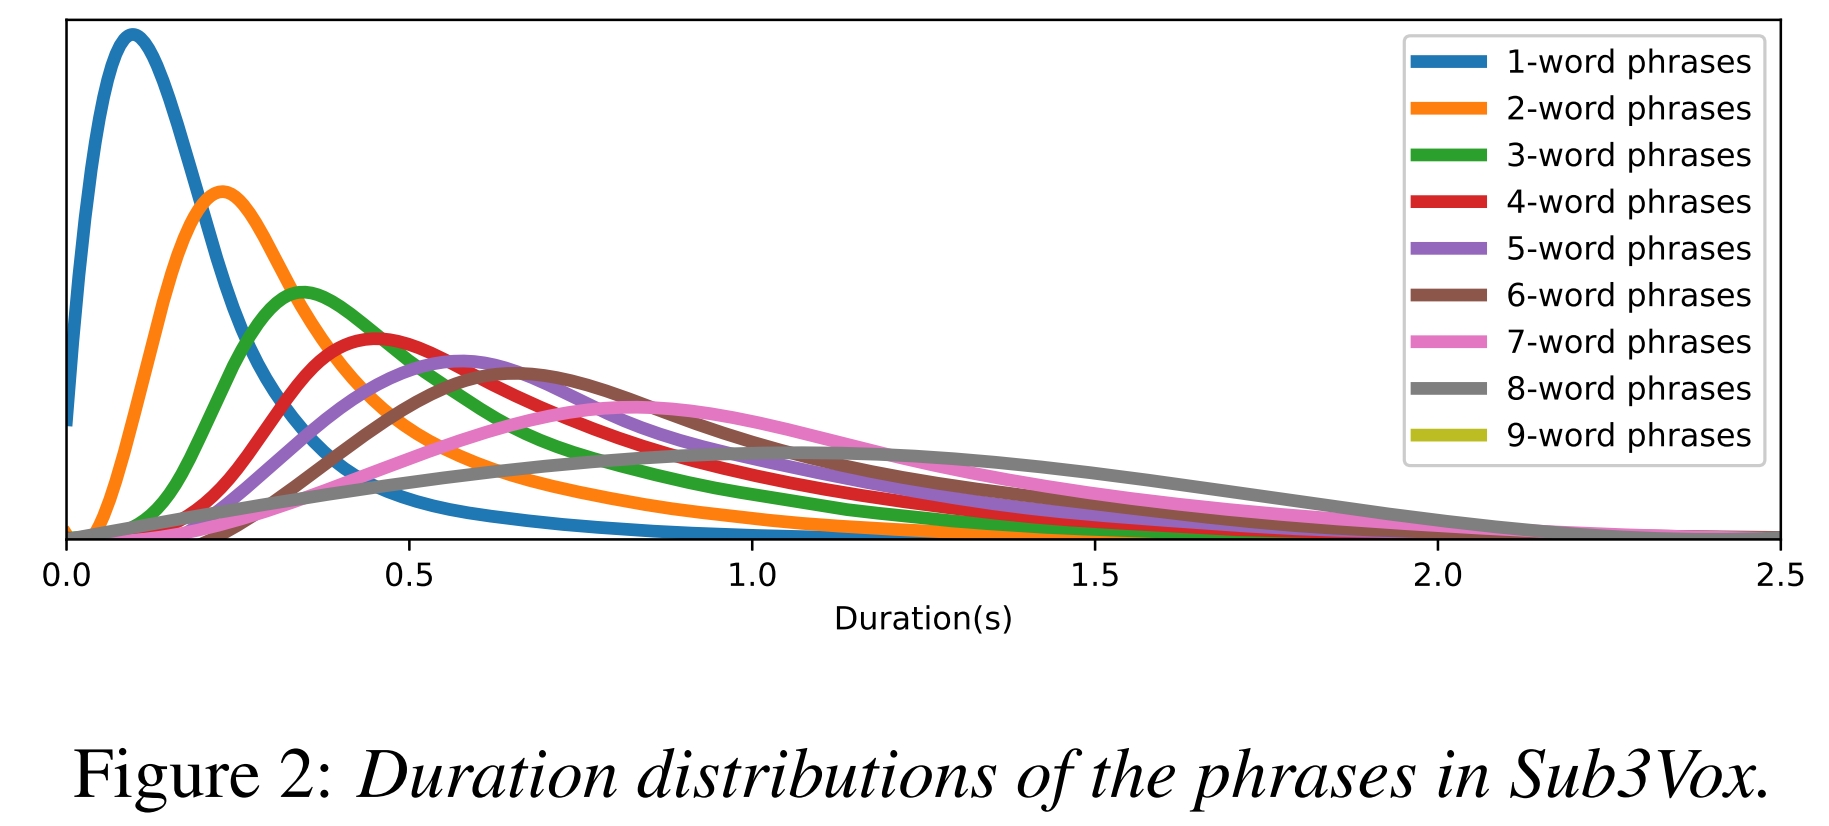 1-word phrases
2-word phrases
3-word phrases
4-word phrases
5-word phrases
6-word phrases
7-word phrases
8-word phrases
9-word phrases
0.0 0.5 1.0 1.5 2.0 2.5
Duration(s)
Figure 2: Duration distributions of the phrases in Sub3Vox.